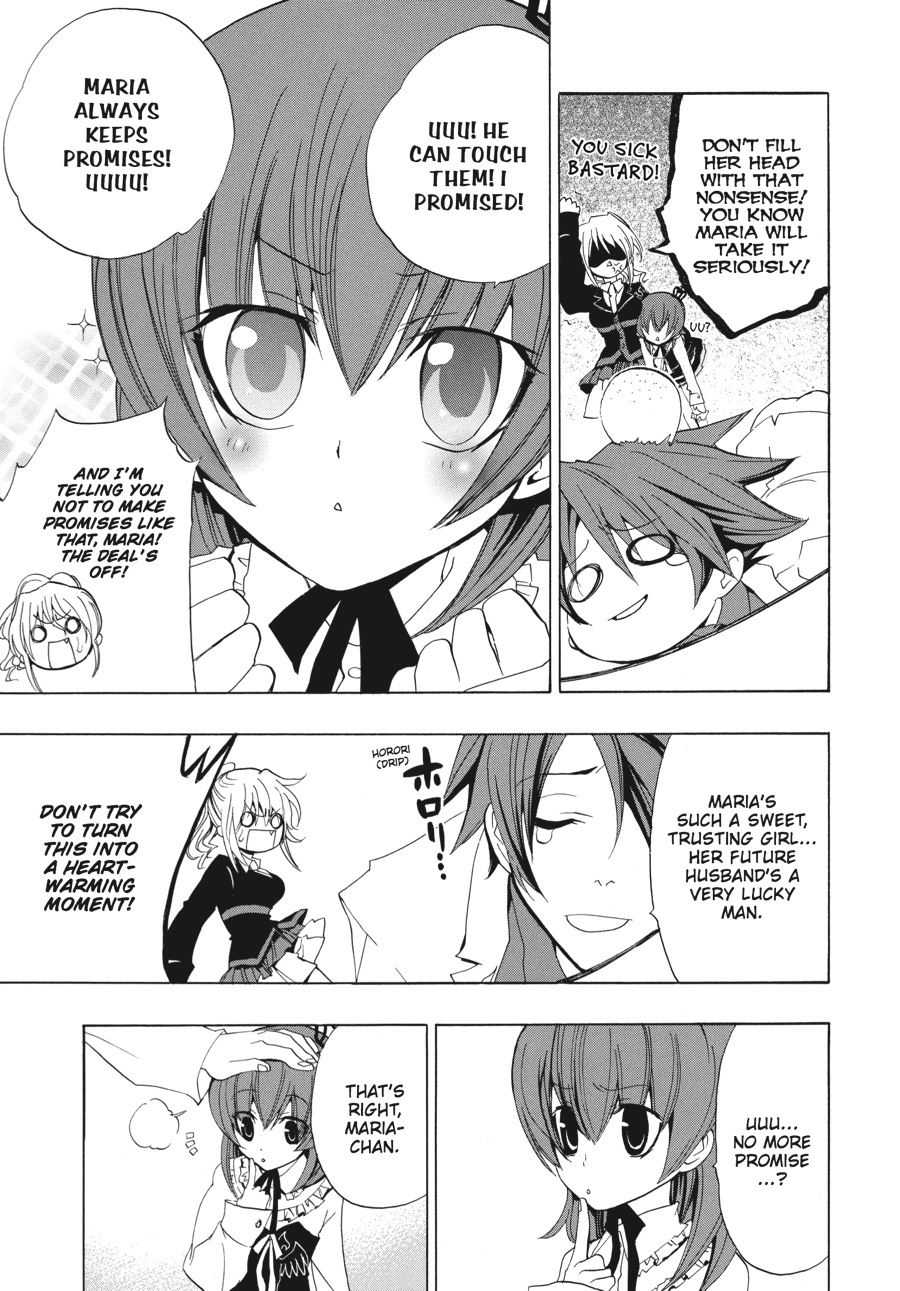 DON'T FILL
HER HEAD
WITH THAT
NONSENSE!
YOU KNOW
MARIA WILL
TAKE IT
SERIOUSLY!
YOU SICK
BASTARD!
UU?
UUU! HE
CAN TOUCH
THEM! I
PROMISED!
MARIA
ALWAYS
KEEPS
PROMISES!
UUUU!
AND I'M
TELLING YOU
NOT TO MAKE
PROMISES LIKE
THAT, MARIA!
THE DEAL'S
OFF!
MARIA'S
SUCH A SWEET,
TRUSTING GIRL...
HER FUTURE
HUSBAND'S A
VERY LUCKY
MAN.
ホロリ…
HORORI
(DRIP)
DON'T TRY
TO TURN
THIS INTO
A HEART-
WARMING
MOMENT!
UUU...
NO MORE
PROMISE
...?
THAT'S
RIGHT,
MARIA-
CHAN.